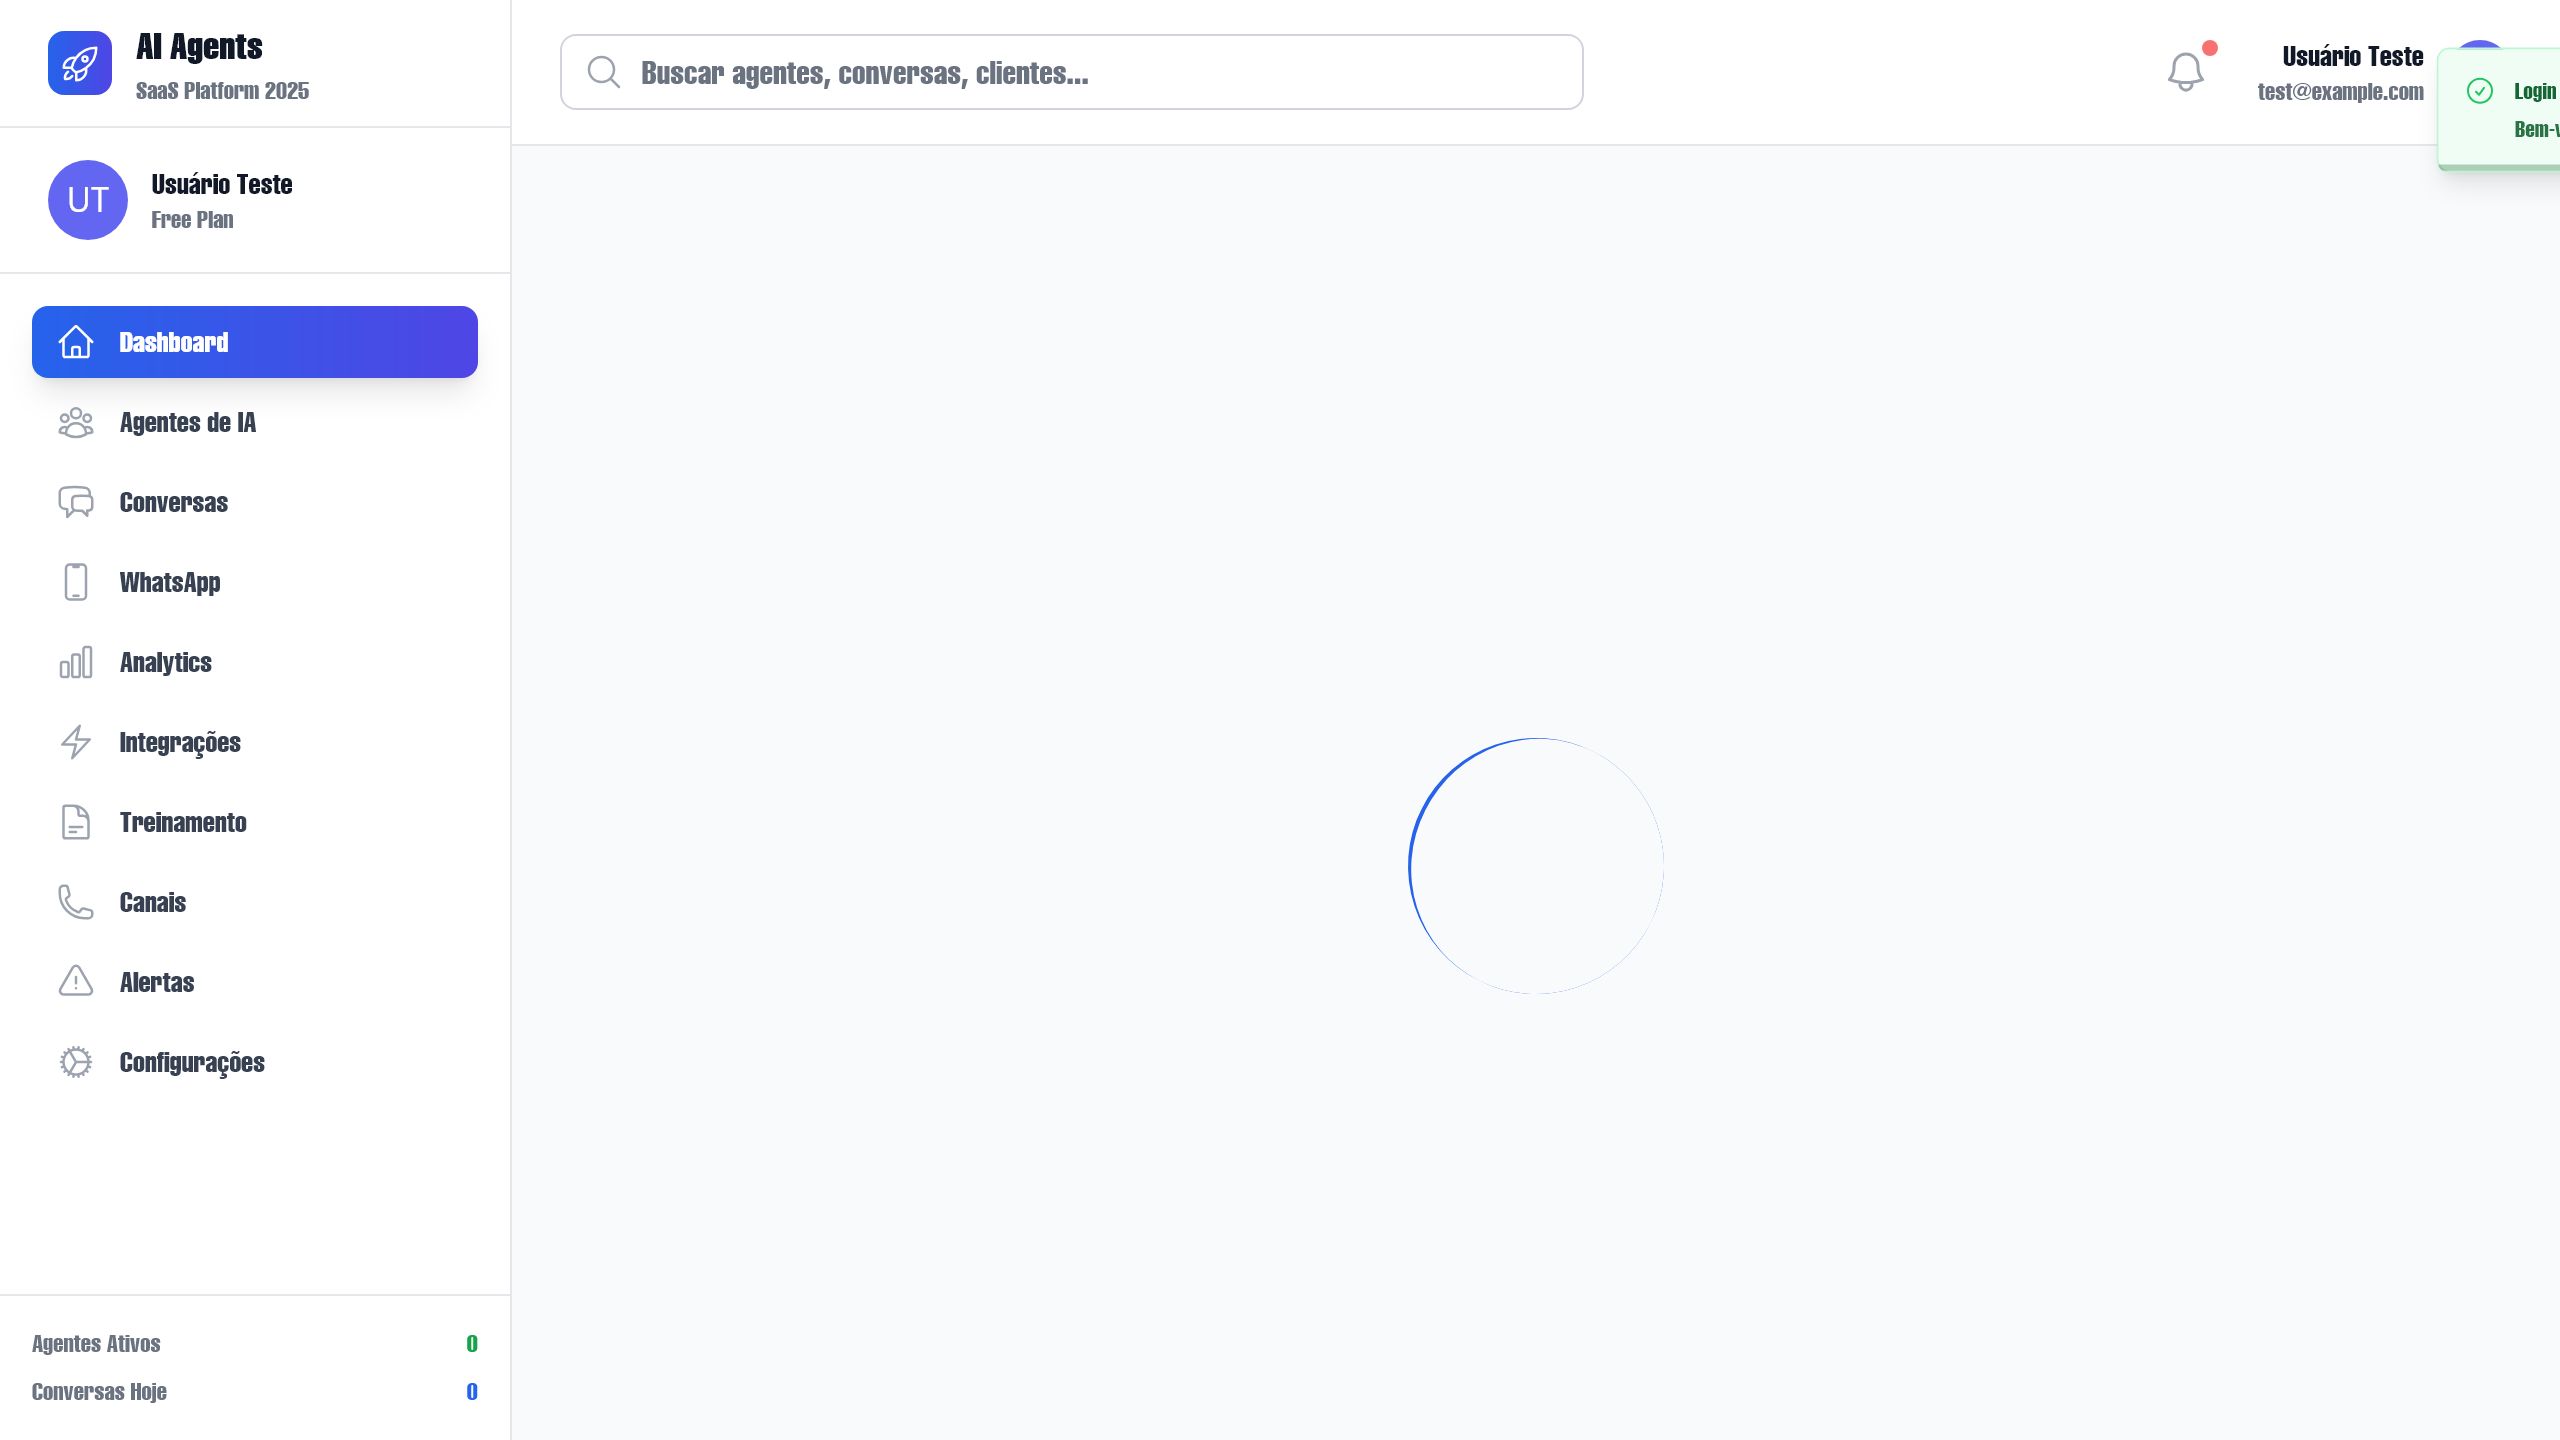 AI Agents
SaaS Platform 2025
Usuário Teste
Free Plan
Dashboard
Agentes de IA
Conversas
WhatsApp
Analytics
Integrações
Treinamento
Canais
Alertas
Configurações
Agentes Ativos 0
Conversas Hoje 0
Buscar agentes, conversas, clientes...
Usuário Teste
test@example.com
Login
UT